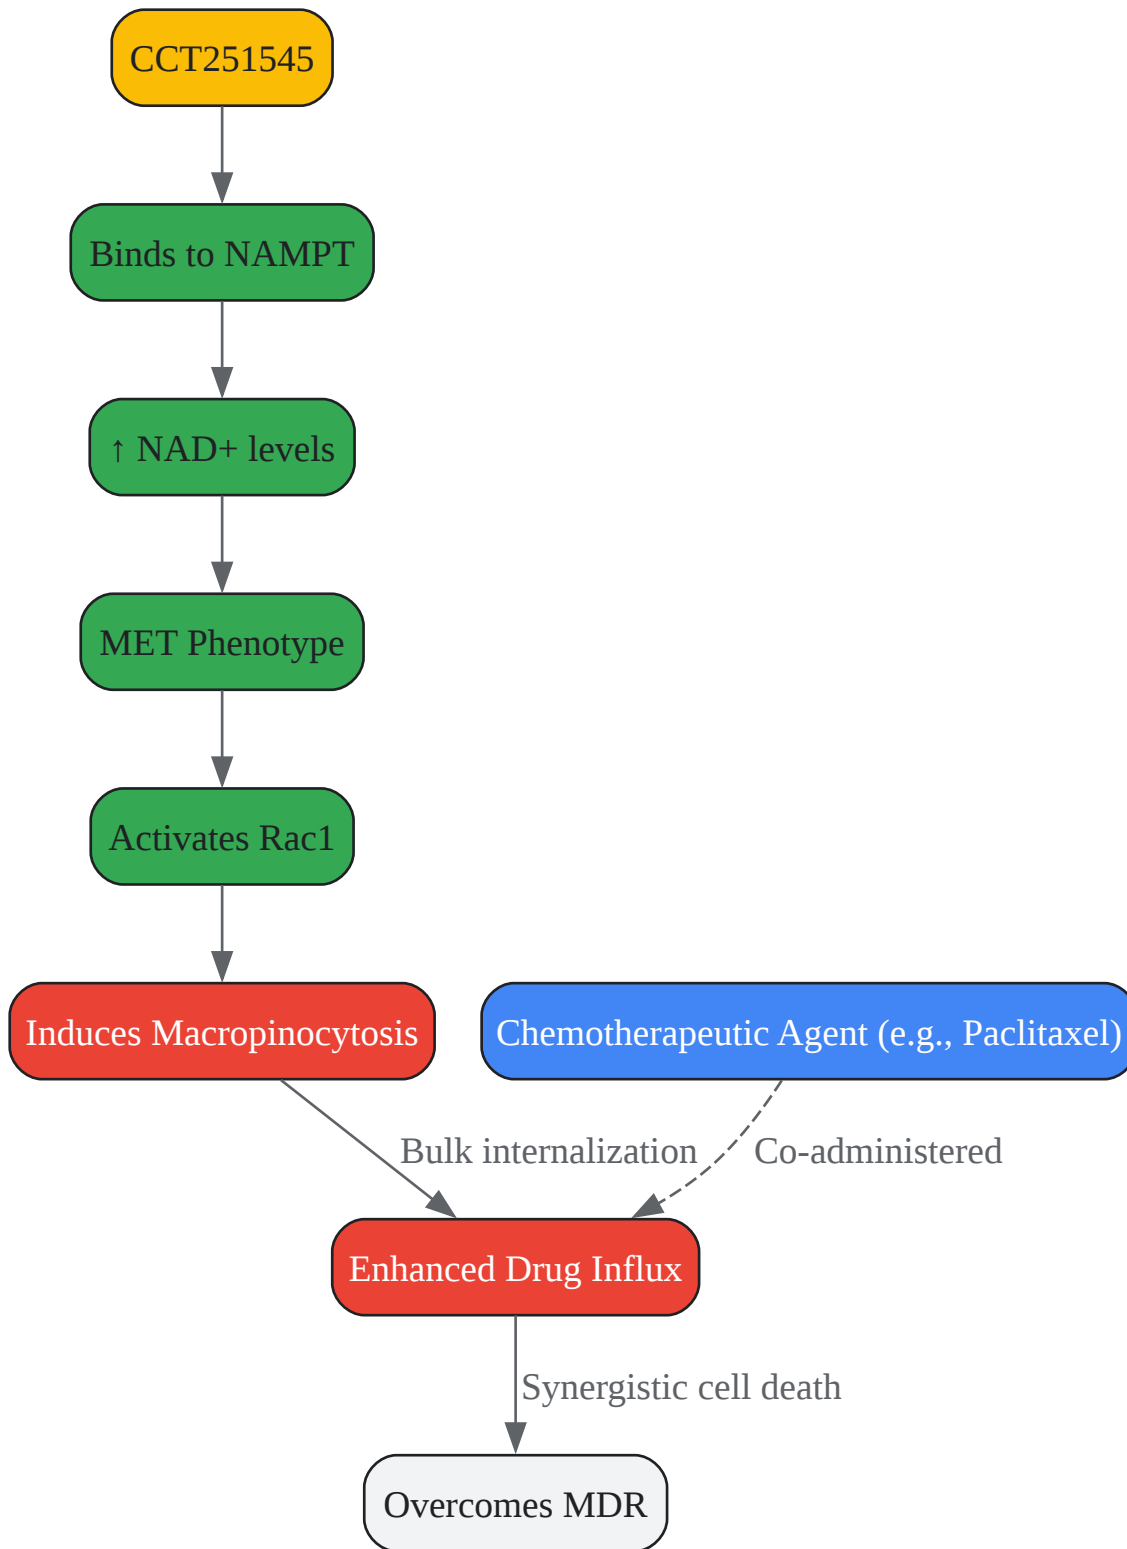 CCT251545
Binds to NAMPT
↑ NAD+ levels
MET Phenotype
Activates Rac1
Induces Macropinocytosis
Chemotherapeutic Agent (e.g., Paclitaxel)
Bulk internalization
Co-administered
Enhanced Drug Influx
Synergistic cell death
Overcomes MDR